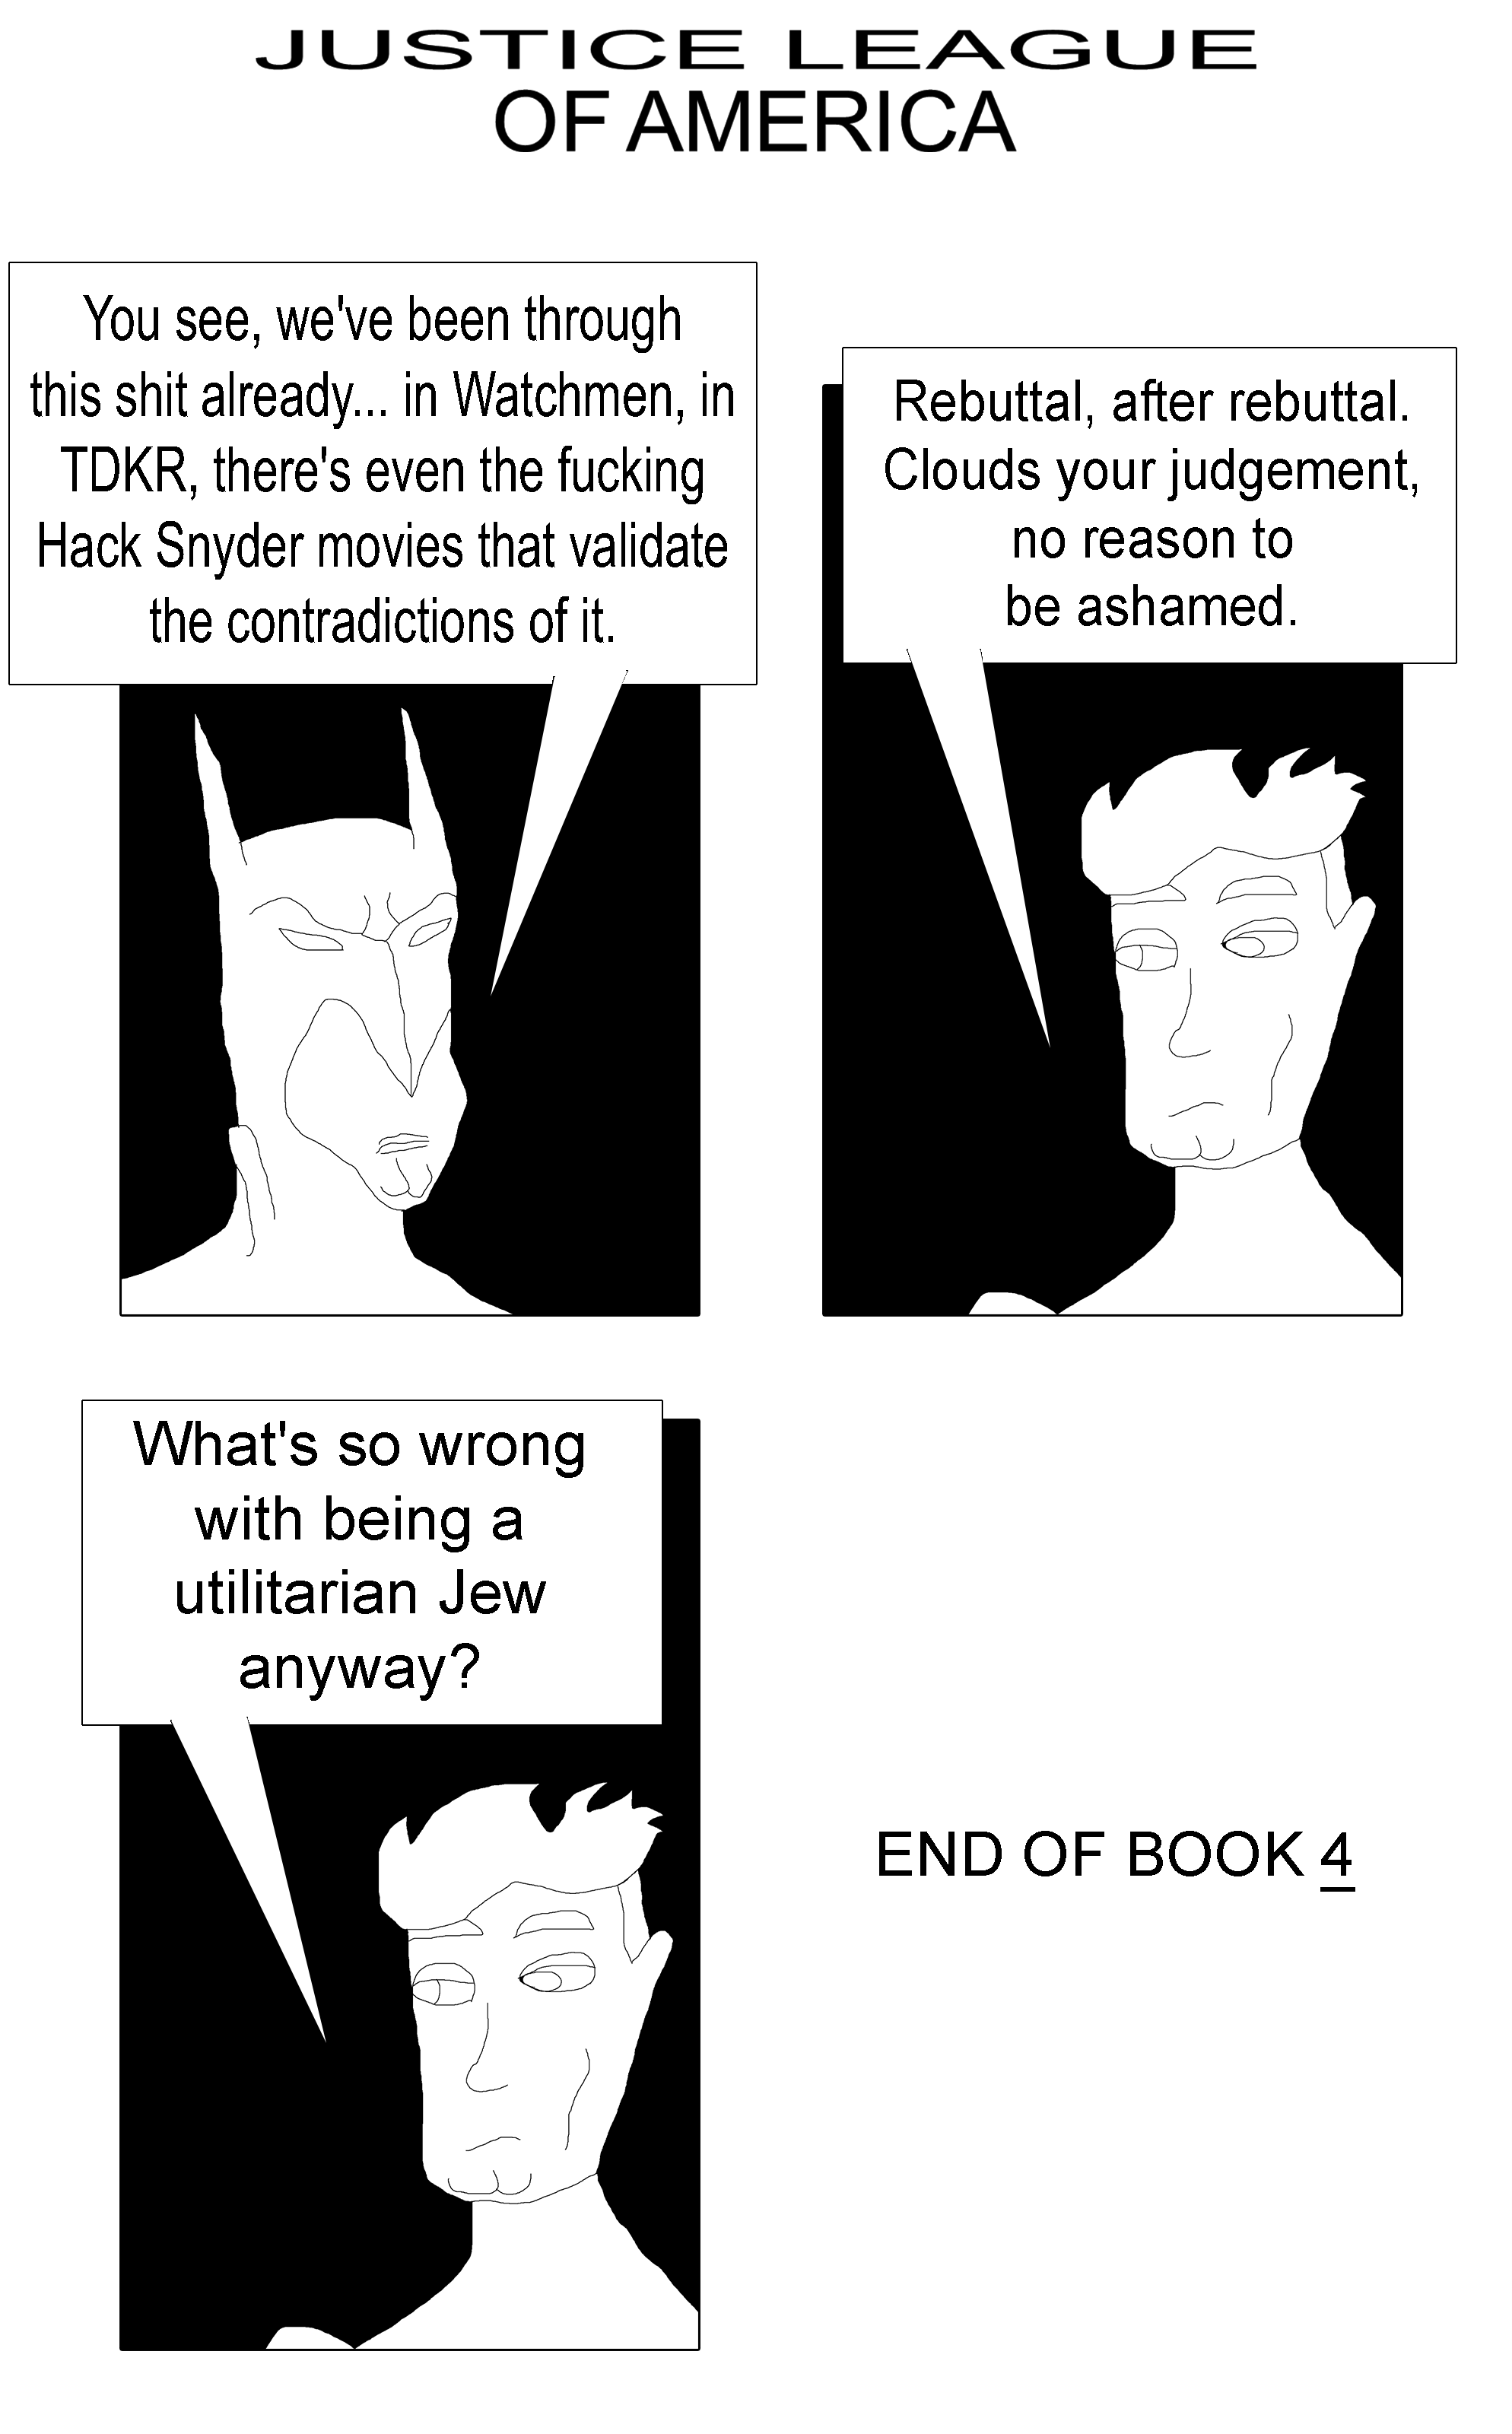 JUSTICE LEAGUE
OF AMERICA
You see, we've been through
this shit already... in Watchmen, in
TDKR, there's even the fucking
Hack Snyder movies that validate
the contradictions of it.
Rebuttal, after rebuttal.
Clouds your judgement,
no reason to
be ashamed.
What's so wrong
with being a
utilitarian Jew
anyway?
END OF BOOK 4